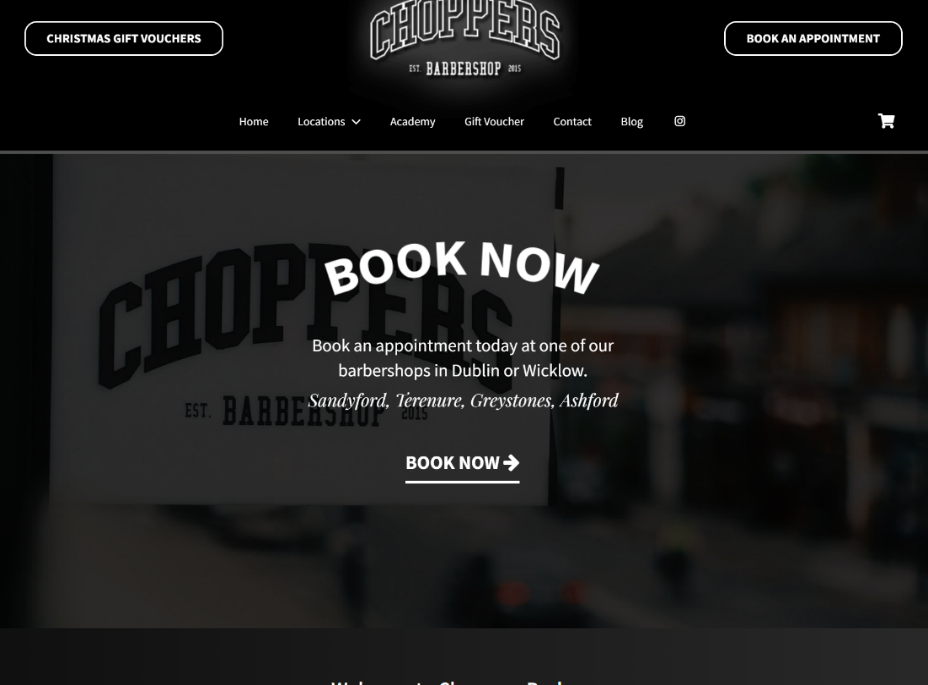 CHRISTMAS GIFT VOUCHERS
CHOPPERS
EST. BARBERSHOP 2015
BOOK AN APPOINTMENT
Home
Locations
Academy
Gift Voucher
Contact
Blog
CHOPPERS
EST. BARBERSHOP 2015
BOOK NOW
Book an appointment today at one of our
barbershops in Dublin or Wicklow.
Sandyford, Terenure, Greystones, Ashford
BOOK NOW